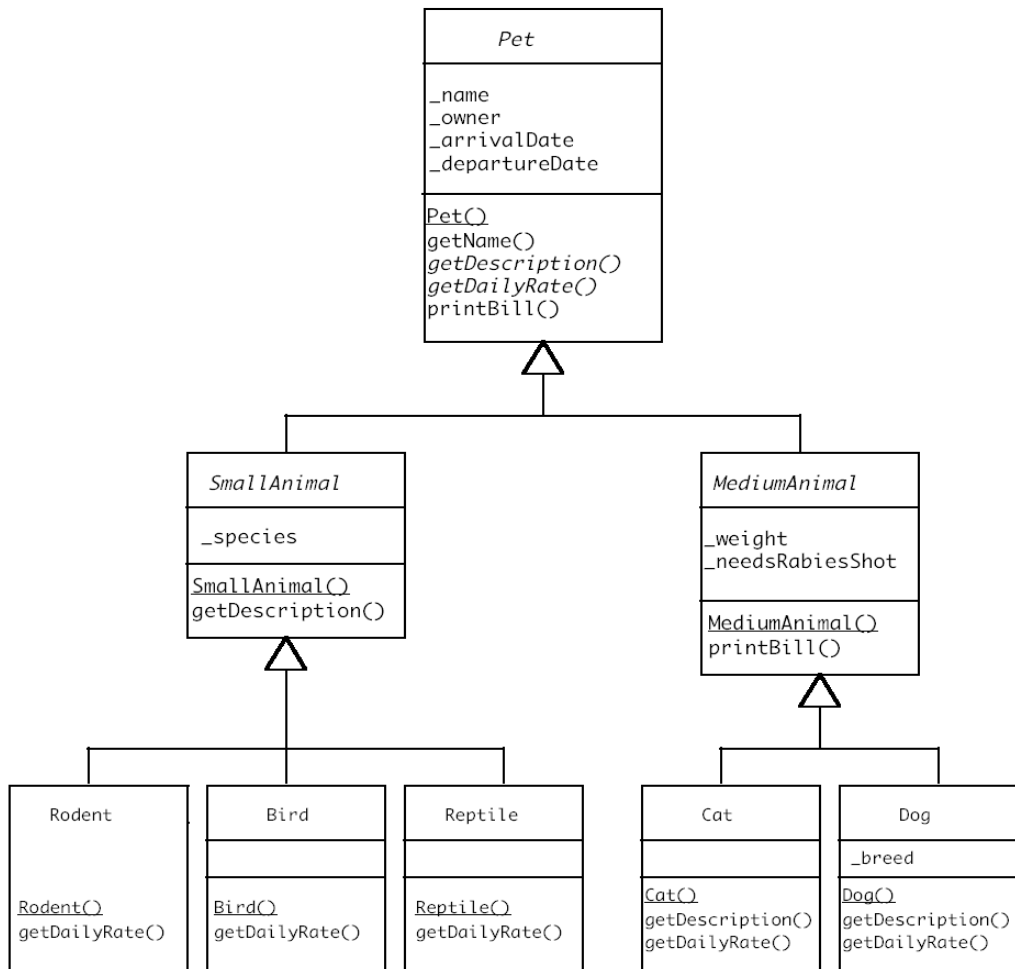 Pet
_name
_owner
_arrivalDate
_departureDate
Pet()
getName()
getDescription()
getDailyRate()
printBill()
SmallAnimal
_species
SmallAnimal()
getDescription()
MediumAnimal
_weight
_needsRabiesShot
MediumAnimal()
printBill()
Rodent
Rodent()
getDailyRate()
Bird
Bird()
getDailyRate()
Reptile
Reptile()
getDailyRate()
Cat
Cat()
getDescription()
getDailyRate()
Dog
_breed
Dog()
getDescription()
getDailyRate()